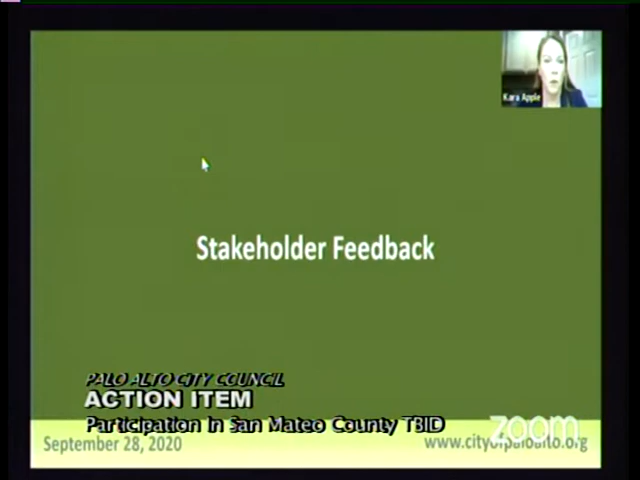 Kara Apple
Stakeholder Feedback
PALO ALTO CITY COUNCIL
ACTION ITEM
Participation in San Mateo County TBID
September 28, 2020
www.cityofpaloalto.org
zoom